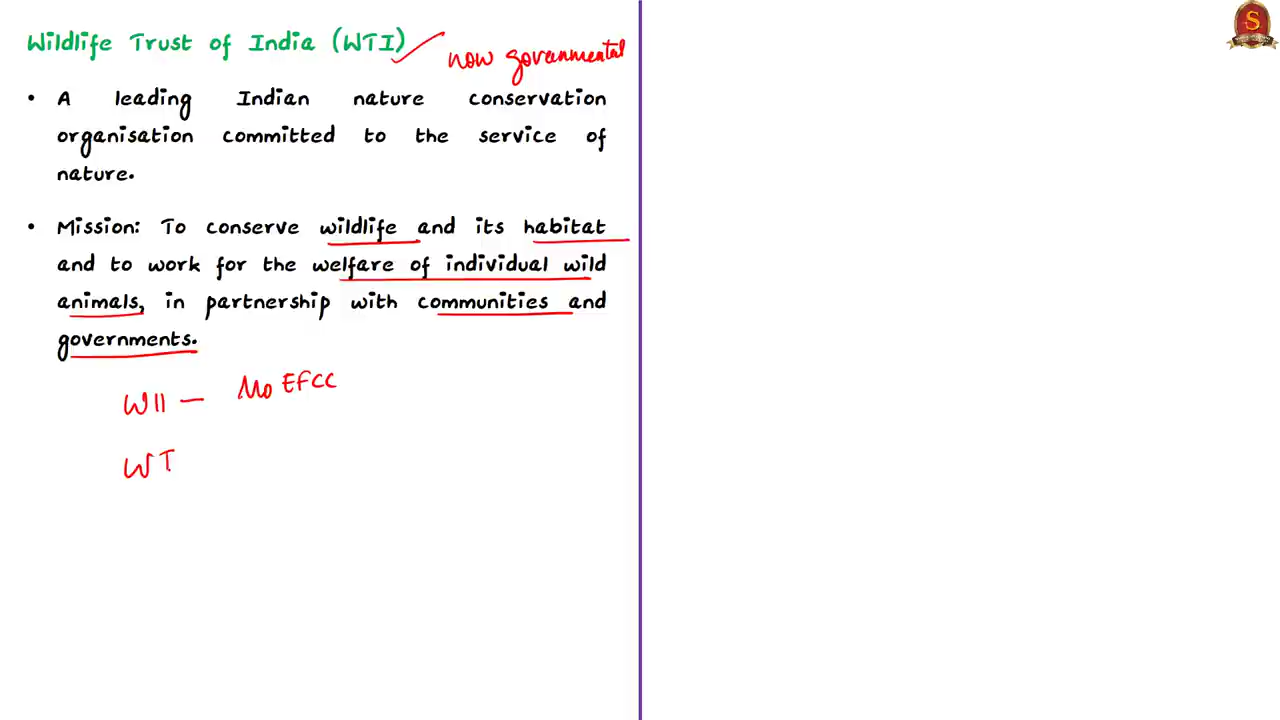 Wildlife Trust of India (WTI)
now governmental
• A leading Indian nature conservation
organisation committed to the service of
nature.
• Mission: To conserve wildlife and its habitat
and to work for the welfare of individual wild
animals, in partnership with communities and
governments.
WII – MoEFCC
WT
S